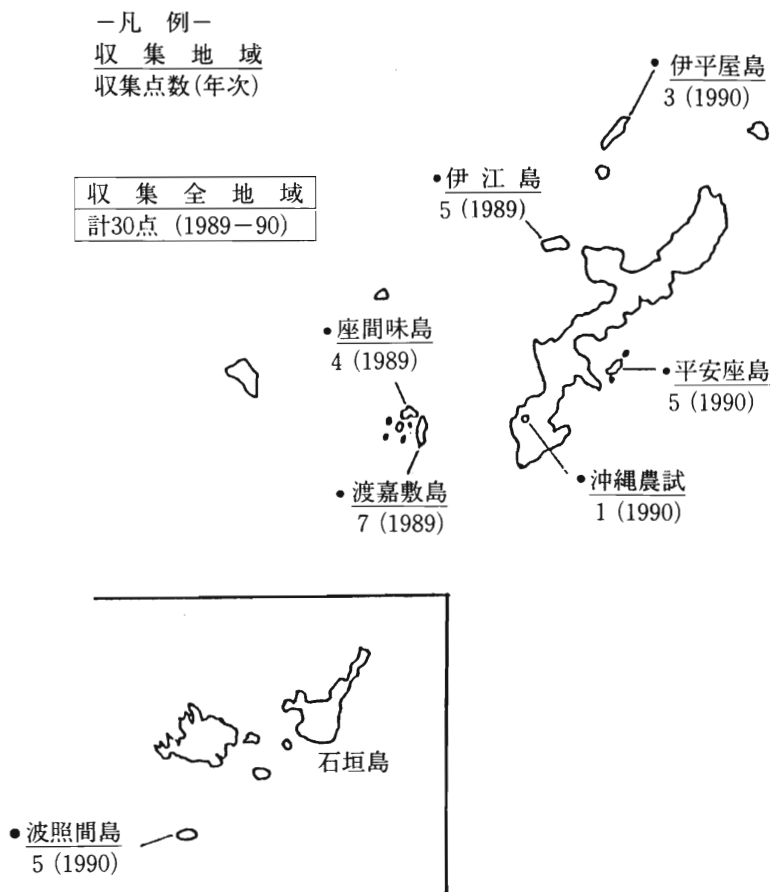 −凡 例−
収 集 地 域
収集点数(年次)
収 集 全 地 域
計30点 (1989−90)
• 伊平屋島
3 (1990)
• 伊 江 島
5 (1989)
• 座間味島
4 (1989)
• 平安座島
5 (1990)
• 渡嘉敷島
7 (1989)
• 沖縄農試
1 (1990)
石垣島
• 波照間島
5 (1990)